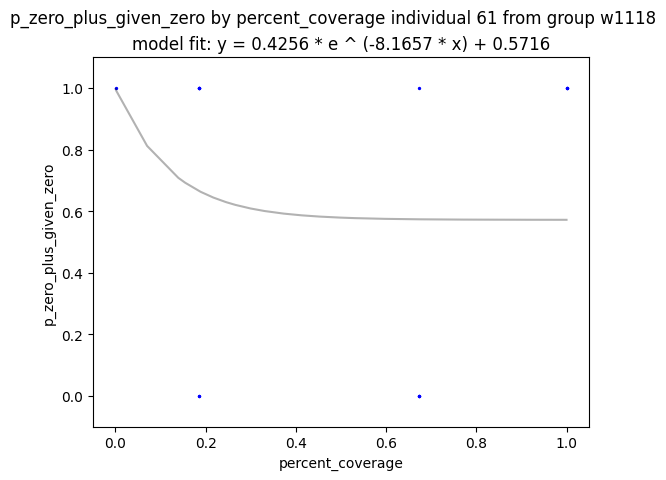 p_zero_plus_given_zero by percent_coverage individual 61 from group w1118
model fit: y = 0.4256 * e ^ (-8.1657 * x) + 0.5716
1.0
0.8
0.6
0.4
0.2
0.0
p_zero_plus_given_zero
0.0 0.2 0.4 0.6 0.8 1.0
percent_coverage